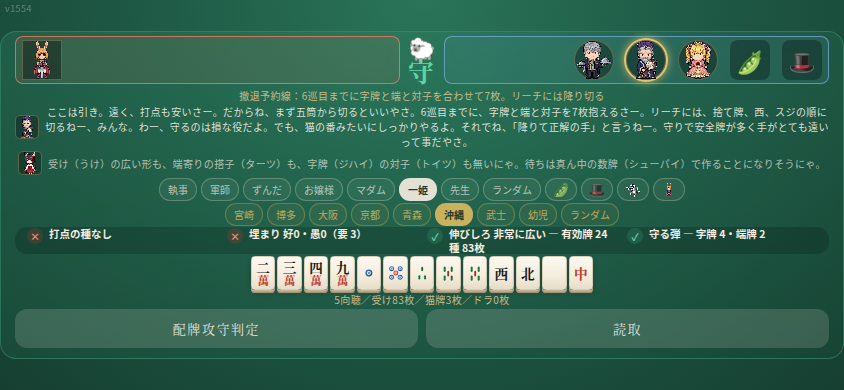 v1554
守
撤退予約線：6巡目までに字牌と端と対子を合わせて7枚。リーチには降り切る
ここは引き。遠く、打点も安いさー。だからね、まず五筒から切るといいやさ。6巡目までに、字牌と端と対子を7枚抱えるさー。リーチには、捨て牌、西、スジの順に
切るねー、みんな。わー、守るのは損な役だよ。でも、猫の番みたいにしっかりやるよ。それでね、「降りて正解の手」と言うねー。守りで安全牌が多く手がとても遠い
って事だやさ。
受け（うけ）の広い形も、端寄りの搭子（ターツ）も、字牌（ジハイ）の対子（トイツ）も無いにゃ。待ちは真ん中の数牌（シューパイ）で作ることになりそうにゃ。
執事 軍師 ずんだ お嬢様 マダム 一姫 先生 ランダム
宮崎 博多 大阪 京都 青森 沖縄 武士 幼児 ランダム
✕ 打点の種なし ✕ 埋まり 好0・愚0（要 3） ✓ 伸びしろ 非常に広い — 有効牌 24
種 83枚 ✓ 守る弾 — 字牌 4・端牌 2
二萬 三萬 四萬 九萬 西 北 中
5向聴／受け83枚／猫牌3枚／ドラ0枚
配牌攻守判定 読取